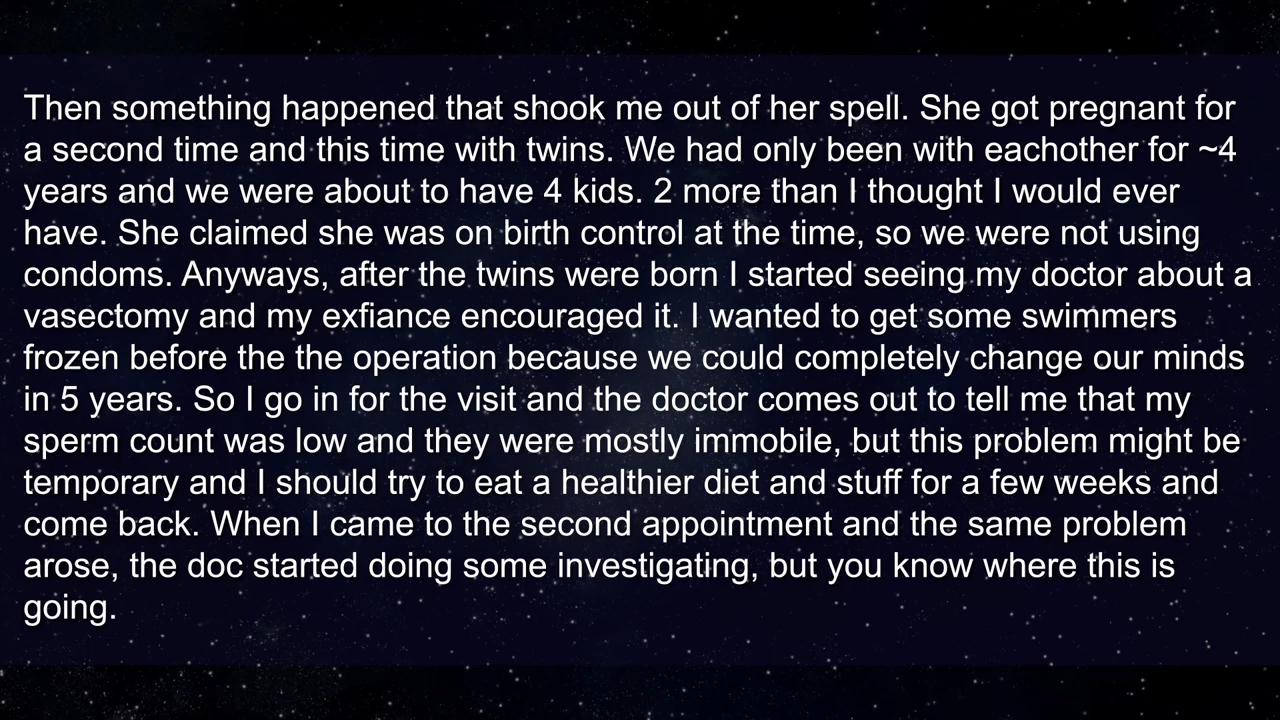 Then something happened that shook me out of her spell. She got pregnant for
a second time and this time with twins. We had only been with eachother for ~4
years and we were about to have 4 kids. 2 more than I thought I would ever
have. She claimed she was on birth control at the time, so we were not using
condoms. Anyways, after the twins were born I started seeing my doctor about a
vasectomy and my exfiance encouraged it. I wanted to get some swimmers
frozen before the the operation because we could completely change our minds
in 5 years. So I go in for the visit and the doctor comes out to tell me that my
sperm count was low and they were mostly immobile, but this problem might be
temporary and I should try to eat a healthier diet and stuff for a few weeks and
come back. When I came to the second appointment and the same problem
arose, the doc started doing some investigating, but you know where this is
going.